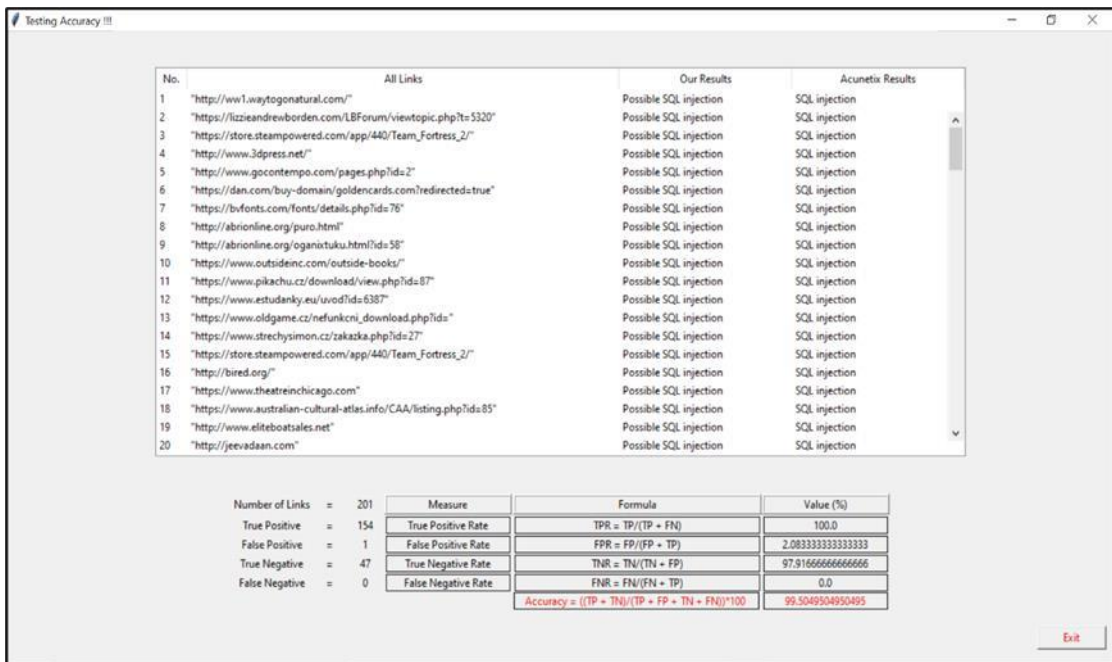 Testing Accuracy !!!
No. All Links Our Results Acunetix Results
1 "http://ww1.waytogonatural.com/" Possible SQL injection SQL injection
2 "https://lizzieandrewborden.com/LBForum/viewtopic.php?t=5320" Possible SQL injection SQL injection
3 "https://store.steampowered.com/app/440/Team_Fortress_2/" Possible SQL injection SQL injection
4 "http://www.3dpress.net/" Possible SQL injection SQL injection
5 "http://www.gocontempo.com/pages.php?id=2" Possible SQL injection SQL injection
6 "https://dan.com/buy-domain/goldencards.com?redirected=true" Possible SQL injection SQL injection
7 "https://bvfonts.com/fonts/details.php?id=76" Possible SQL injection SQL injection
8 "http://abrionline.org/puro.html" Possible SQL injection SQL injection
9 "http://abrionline.org/oganixtuku.html?id=58" Possible SQL injection SQL injection
10 "https://www.outsideinc.com/outside-books/" Possible SQL injection SQL injection
11 "https://www.pikachu.cz/download/view.php?id=87" Possible SQL injection SQL injection
12 "https://www.estudanky.eu/uvod?id=6387" Possible SQL injection SQL injection
13 "https://www.oldgame.cz/nefunkcni_download.php?id=" Possible SQL injection SQL injection
14 "https://www.strechysimon.cz/zakazka.php?id=27" Possible SQL injection SQL injection
15 "https://store.steampowered.com/app/440/Team_Fortress_2/" Possible SQL injection SQL injection
16 "http://bired.org/" Possible SQL injection SQL injection
17 "https://www.theatreinchicago.com" Possible SQL injection SQL injection
18 "https://www.australian-cultural-atlas.info/CAA/listing.php?id=85" Possible SQL injection SQL injection
19 "http://www.eliteboatsales.net" Possible SQL injection SQL injection
20 "http://jeevadaan.com" Possible SQL injection SQL injection
Number of Links = 201 Measure Formula Value (%)
True Positive = 154 True Positive Rate TPR = TP/(TP + FN) 100.0
False Positive = 1 False Positive Rate FPR = FP/(FP + TP) 2.083333333333333
True Negative = 47 True Negative Rate TNR = TN/(TN + FP) 97.91666666666666
False Negative = 0 False Negative Rate FNR = FN/(FN + TP) 0.0
Accuracy = ((TP + TN)/(TP + FP + TN + FN))*100 99.5049504950495
Exit